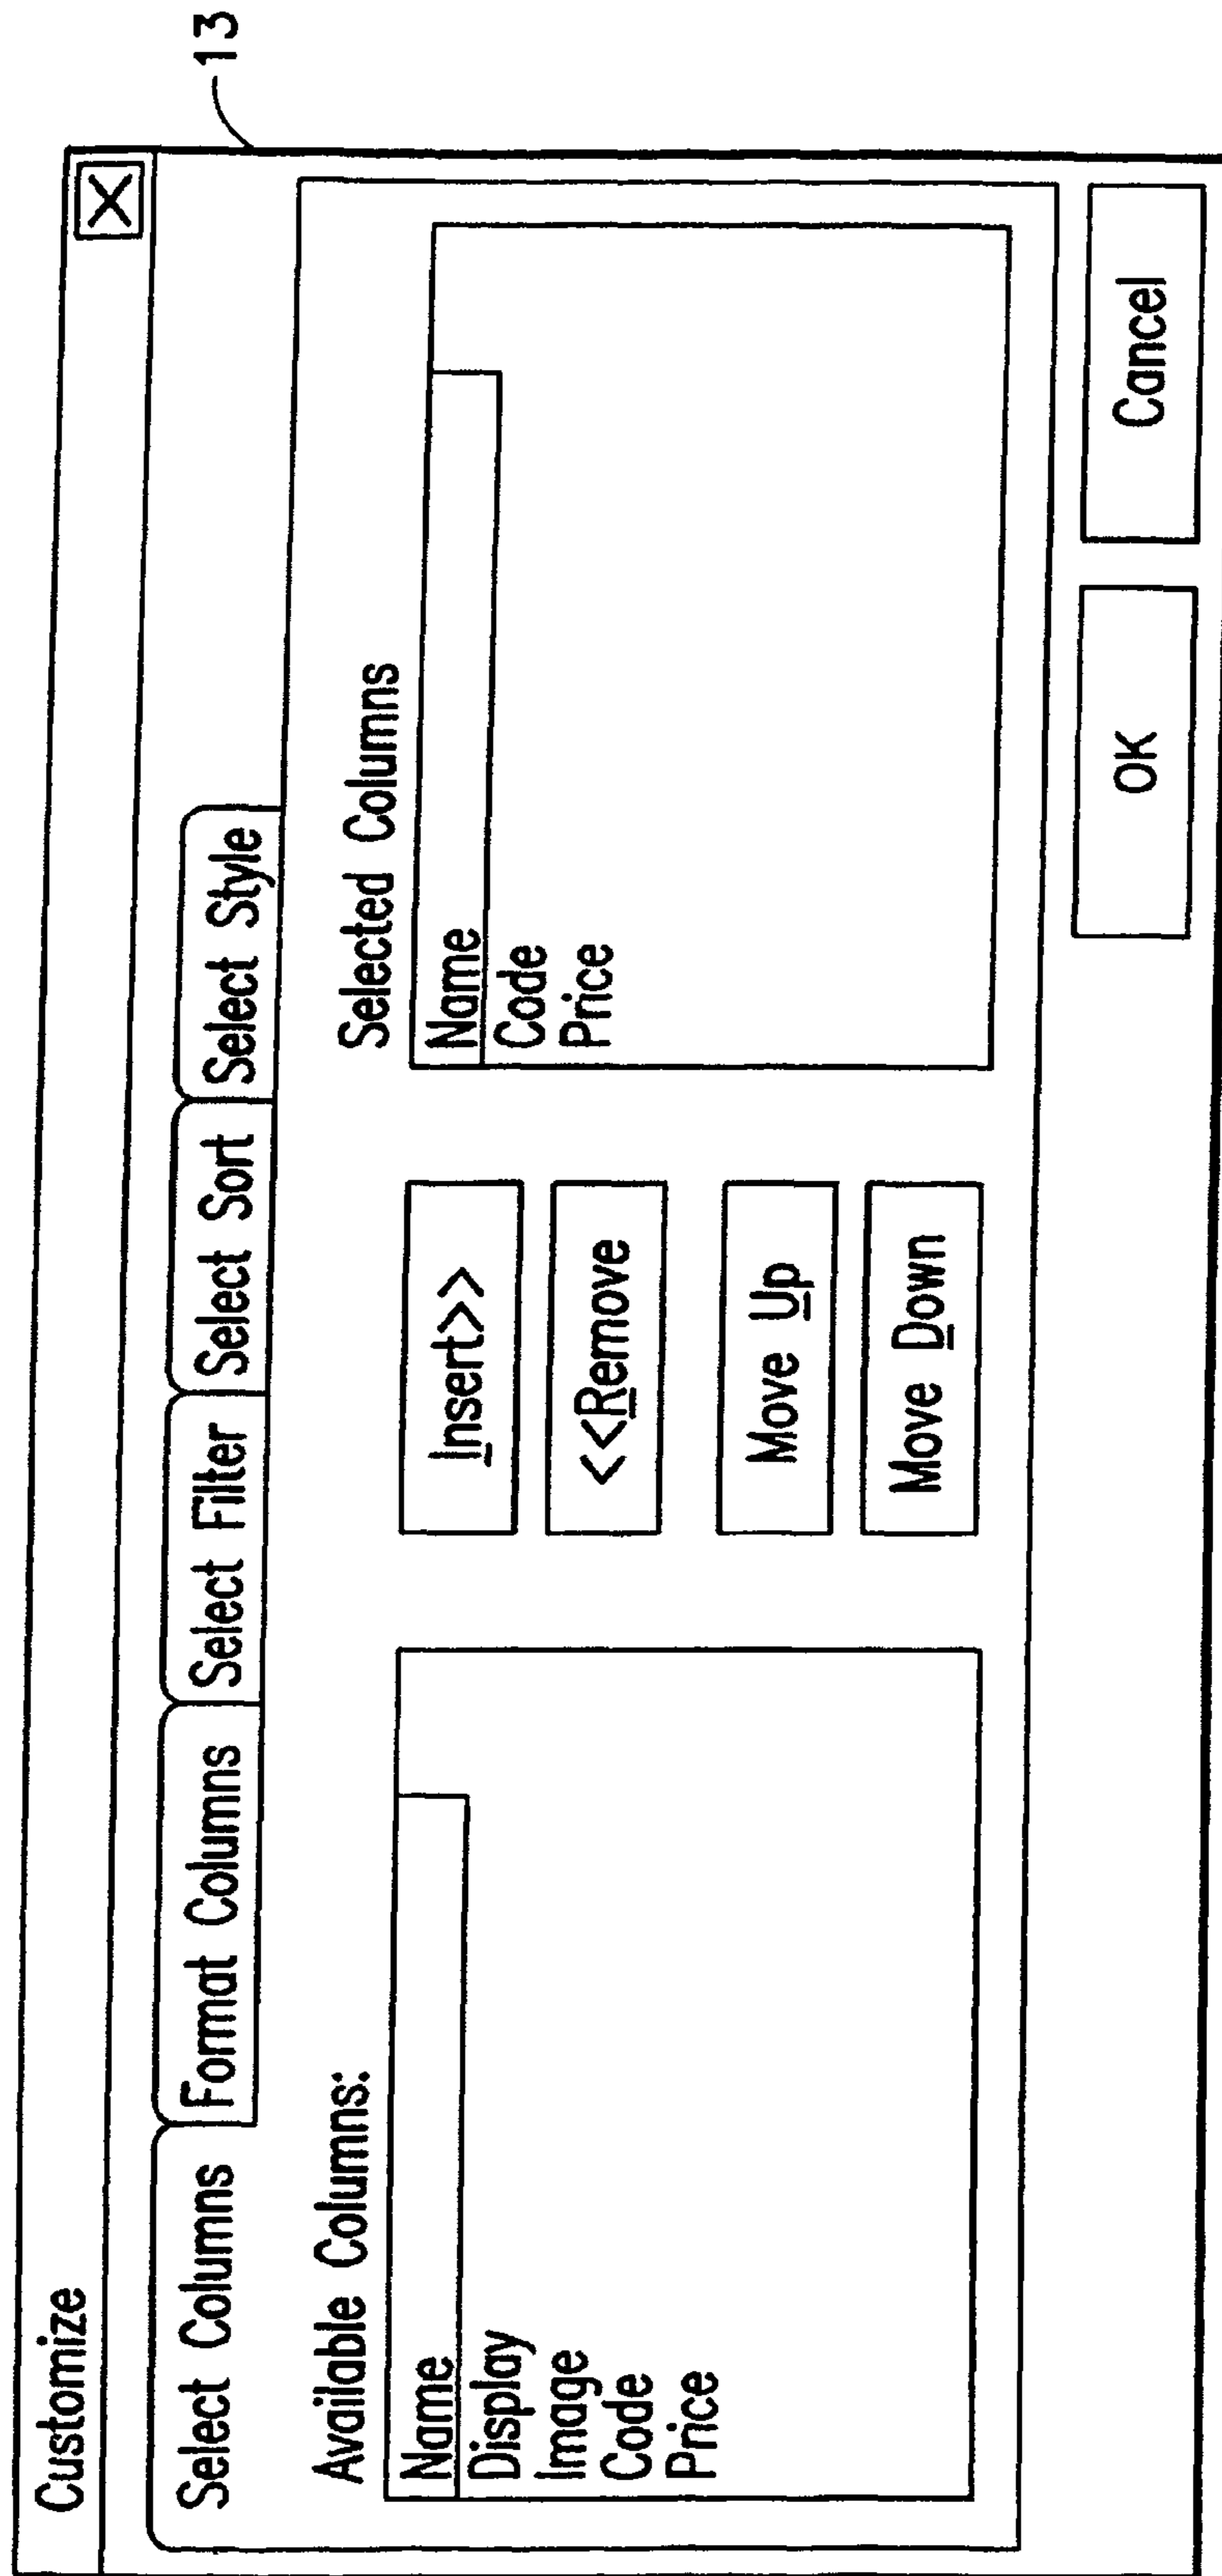 Customize
X
Select Columns Format Columns Select Filter Select Sort Select Style
Available Columns:
Name
Display
Image
Code
Price
Insert>>
<<Remove
Move Up
Move Down
Selected Columns
Name
Code
Price
OK Cancel
13